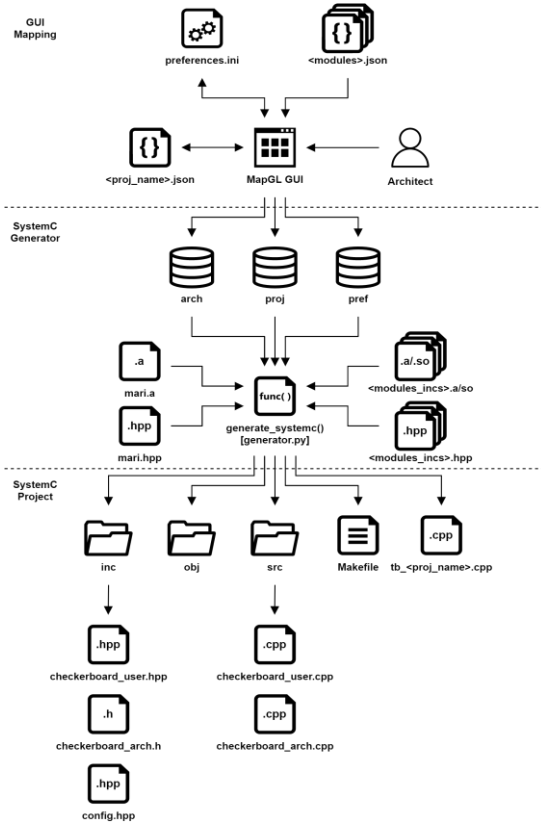 GUI
Mapping
preferences.ini
{}
<modules>.json
{}
<proj_name>.json
MapGL GUI
Architect
SystemC
Generator
arch
proj
pref
.a
mari.a
.hpp
mari.hpp
func( )
generate_systemc()
[generator.py]
.a/.so
<modules_incs>.a/so
.hpp
<modules_incs>.hpp
SystemC
Project
inc
obj
src
Makefile
.cpp
tb_<proj_name>.cpp
.hpp
checkerboard_user.hpp
.cpp
checkerboard_user.cpp
.h
checkerboard_arch.h
.cpp
checkerboard_arch.cpp
.hpp
config.hpp